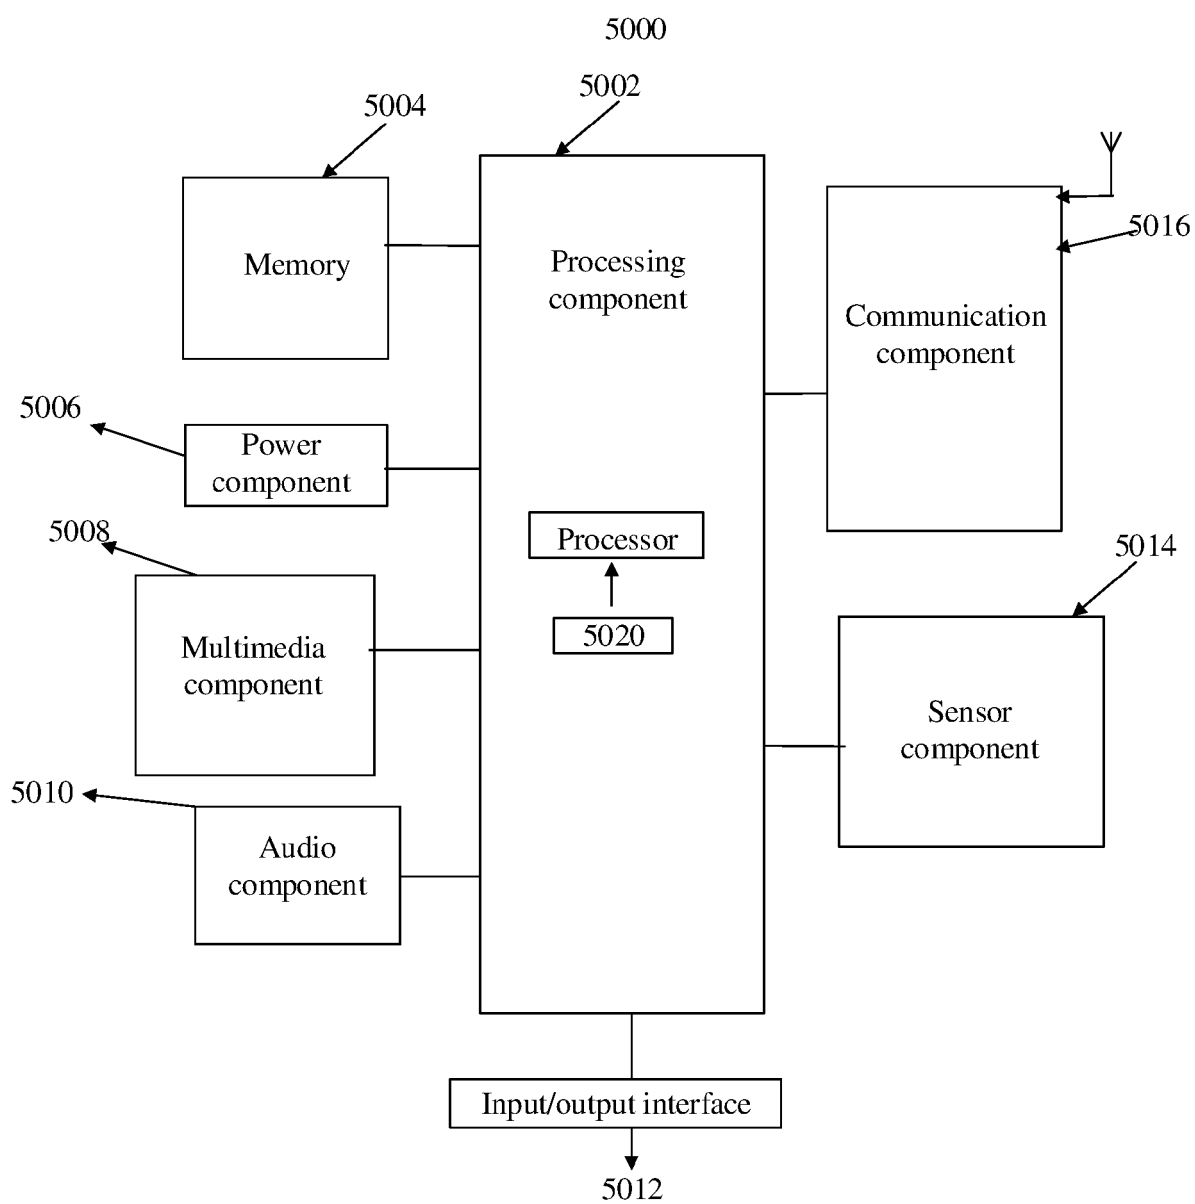 5000
5002
5004
Memory
Processing
component
5016
Communication
component
5006
Power
component
5008
Processor
5014
5020
Multimedia
component
Sensor
component
5010
Audio
component
Input/output interface
5012